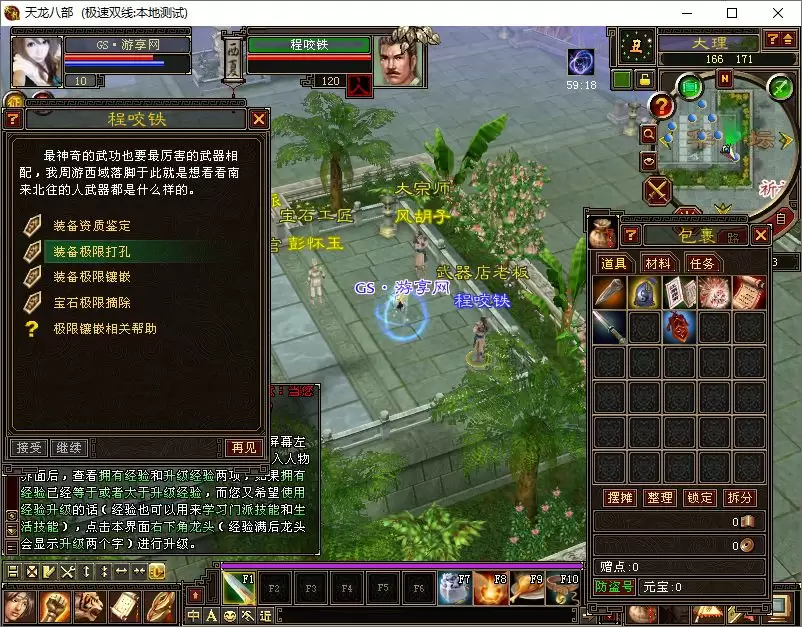 天龙八部 (极速双线:本地测试)
GS·游享网
10
西夏
程咬铁
120
59:18
丑
大理
166 171
N
程咬铁
最神奇的武功也要最厉害的武器相
配，我周游西域落脚于此就是想看看南
来北往的人武器都是什么样的。
装备资质鉴定
装备极限打孔
装备极限镶嵌
宝石极限摘除
极限镶嵌相关帮助
接受
继续
再见
大宗师
宝石工匠
风胡子
彭怀玉
武器店老板
GS·游享网
程咬铁
自
包裹
道具
材料
任务
摆摊
整理
锁定
拆分
0
0
赠点:0
防盗号
元宝:0
：当您
屏幕左
入人物
界面后，查看拥有经验和升级经验两项，如果拥有
经验已经等于或者大于升级经验，而您又希望使用
经验升级的话（经验也可以用来学习门派技能和生
活技能），点击本界面右下角龙头（经验满后龙头
会显示升级两个字）进行升级。
F1
F2
F3
F4
F5
F6
F7
F8
F9
F10
中
A
近